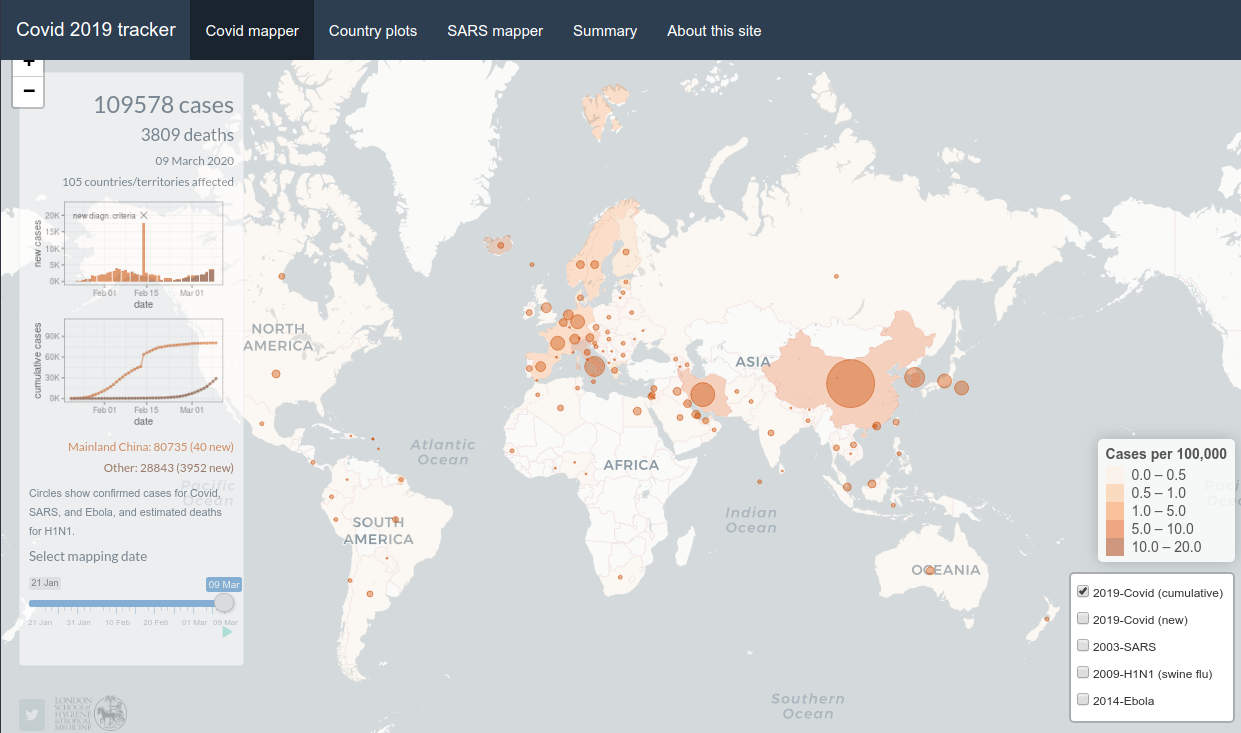 Covid 2019 tracker
Covid mapper
Country plots
SARS mapper
Summary
About this site
+
−
109578 cases
3809 deaths
09 March 2020
105 countries/territories affected
new diagn. criteria
new cases
20K
15K
10K
5K
0K
Feb 01
Feb 15
Mar 01
date
cumulative cases
90K
60K
30K
0K
Feb 01
Feb 15
Mar 01
date
Mainland China: 80735 (40 new)
Other: 28843 (3952 new)
Circles show confirmed cases for Covid,
SARS, and Ebola, and estimated deaths
for H1N1.
Select mapping date
21 Jan
09 Mar
21 Jan
31 Jan
10 Feb
20 Feb
01 Mar
09 Mar
LONDON
SCHOOL of
HYGIENE
& TROPICAL
MEDICINE
NORTH
AMERICA
Atlantic
Ocean
Pacific
Ocean
SOUTH
AMERICA
AFRICA
ASIA
Indian
Ocean
OCEANIA
Southern
Ocean
Cases per 100,000
0.0 – 0.5
0.5 – 1.0
1.0 – 5.0
5.0 – 10.0
10.0 – 20.0
2019-Covid (cumulative)
2019-Covid (new)
2003-SARS
2009-H1N1 (swine flu)
2014-Ebola